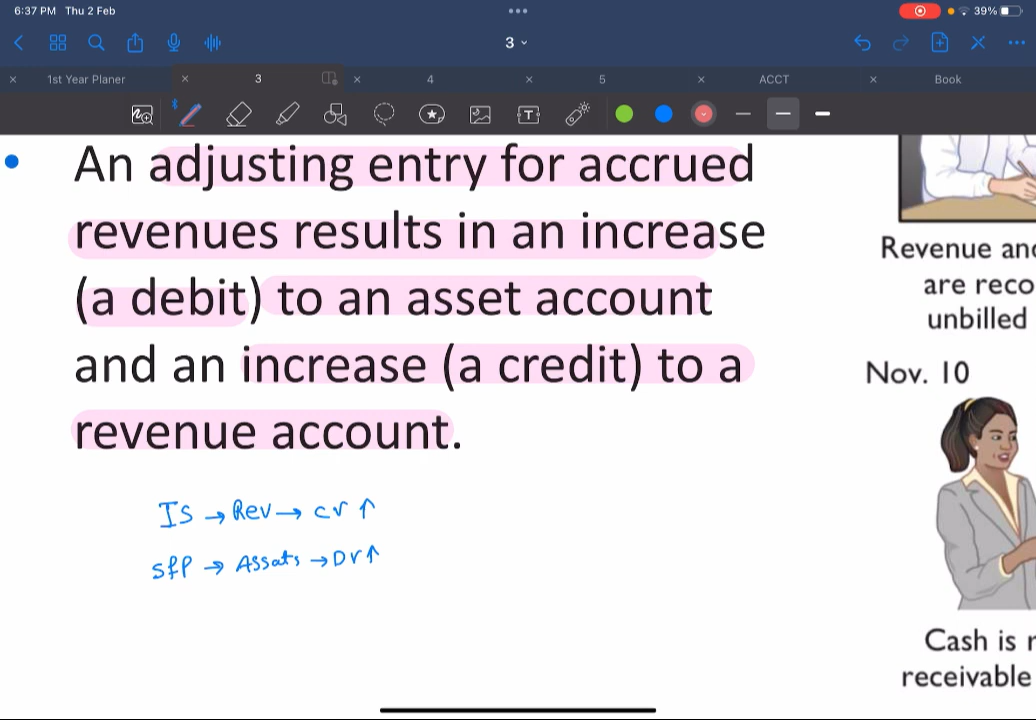 6:37 PM Thu 2 Feb
39%
3
1st Year Planer
3
4
5
ACCT
Book
T
• An adjusting entry for accrued
revenues results in an increase
(a debit) to an asset account
and an increase (a credit) to a
revenue account.
IS → Rev → cr ↑
SfP → Assats → Dr ↑
Revenue an
are reco
unbilled
Nov. 10
Cash is r
receivable